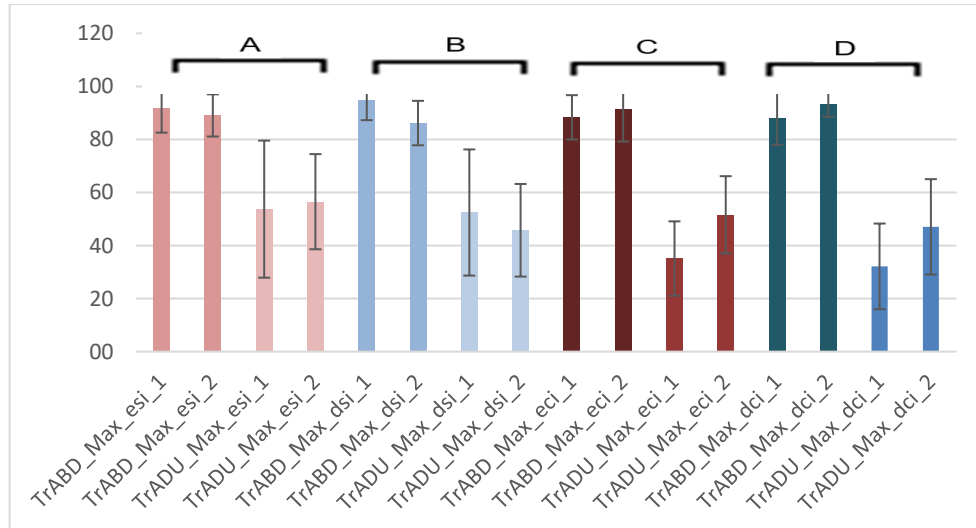 120
100
80
60
40
20
00
A
B
C
D
TrABD_Max_esi_1
TrABD_Max_esi_2
TrADU_Max_esi_1
TrADU_Max_esi_2
TrABD_Max_dsi_1
TrABD_Max_dsi_2
TrADU_Max_dsi_1
TrADU_Max_dsi_2
TrABD_Max_eci_1
TrABD_Max_eci_2
TrADU_Max_eci_1
TrADU_Max_eci_2
TrABD_Max_dci_1
TrABD_Max_dci_2
TrADU_Max_dci_1
TrADU_Max_dci_2